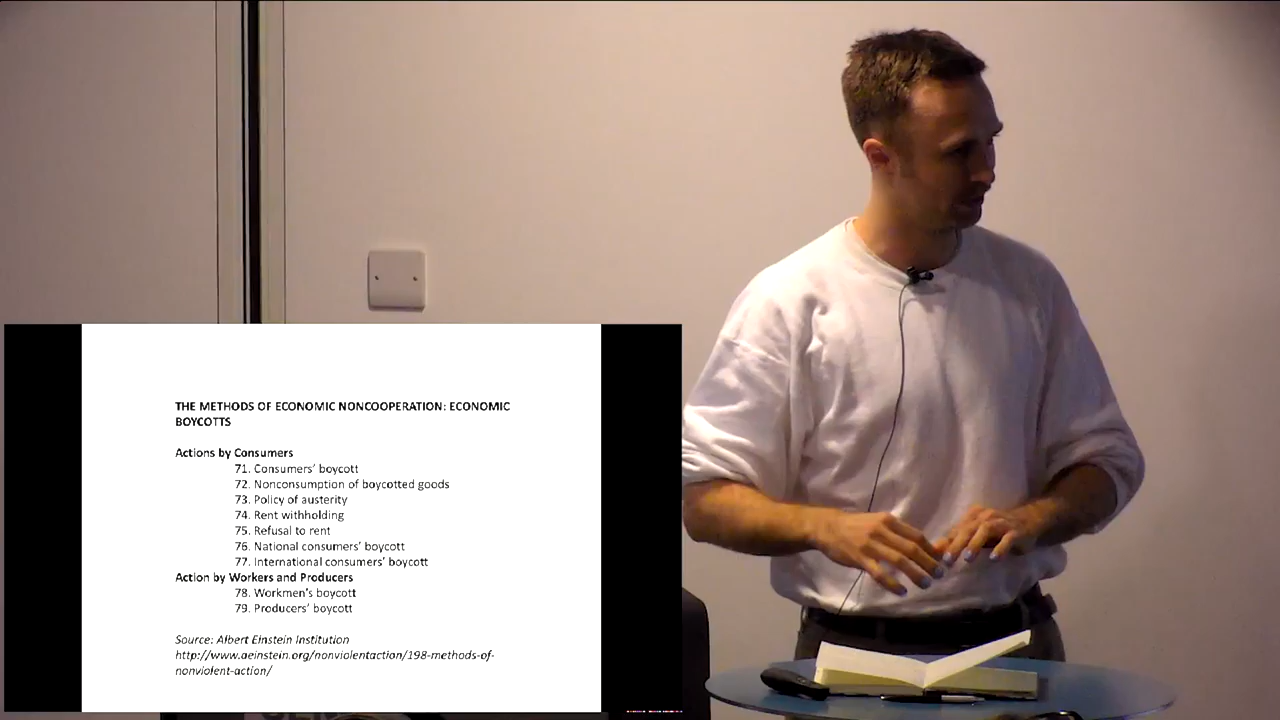 THE METHODS OF ECONOMIC NONCOOPERATION: ECONOMIC
BOYCOTTS
Actions by Consumers
71. Consumers' boycott
72. Nonconsumption of boycotted goods
73. Policy of austerity
74. Rent withholding
75. Refusal to rent
76. National consumers' boycott
77. International consumers' boycott
Action by Workers and Producers
78. Workmen's boycott
79. Producers' boycott
Source: Albert Einstein Institution
http://www.aeinstein.org/nonviolentaction/198-methods-of-
nonviolent-action/